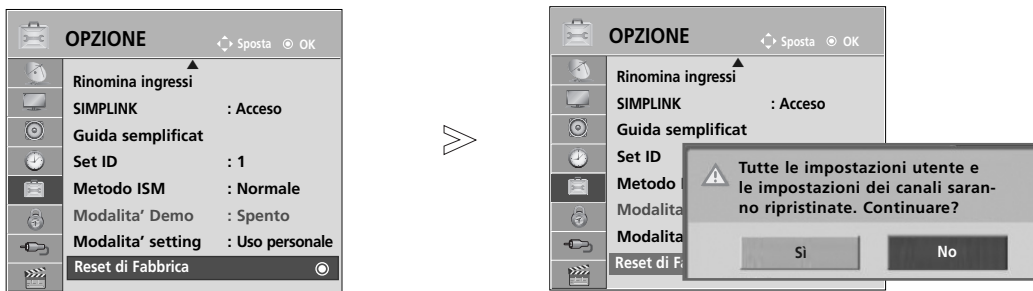 OPZIONE
Sposta OK
Rinomina ingressi
SIMPLINK : Acceso
Guida semplificat
Set ID : 1
Metodo ISM : Normale
Modalita' Demo : Spento
Modalita' setting : Uso personale
Reset di Fabbrica
OPZIONE
Sposta OK
Rinomina ingressi
SIMPLINK : Acceso
Guida semplificat
Set ID
Metodo
Modalita
Modalita
Reset di Fa
Tutte le impostazioni utente e
le impostazioni dei canali saran-
no ripristinate. Continuare?
Sì No